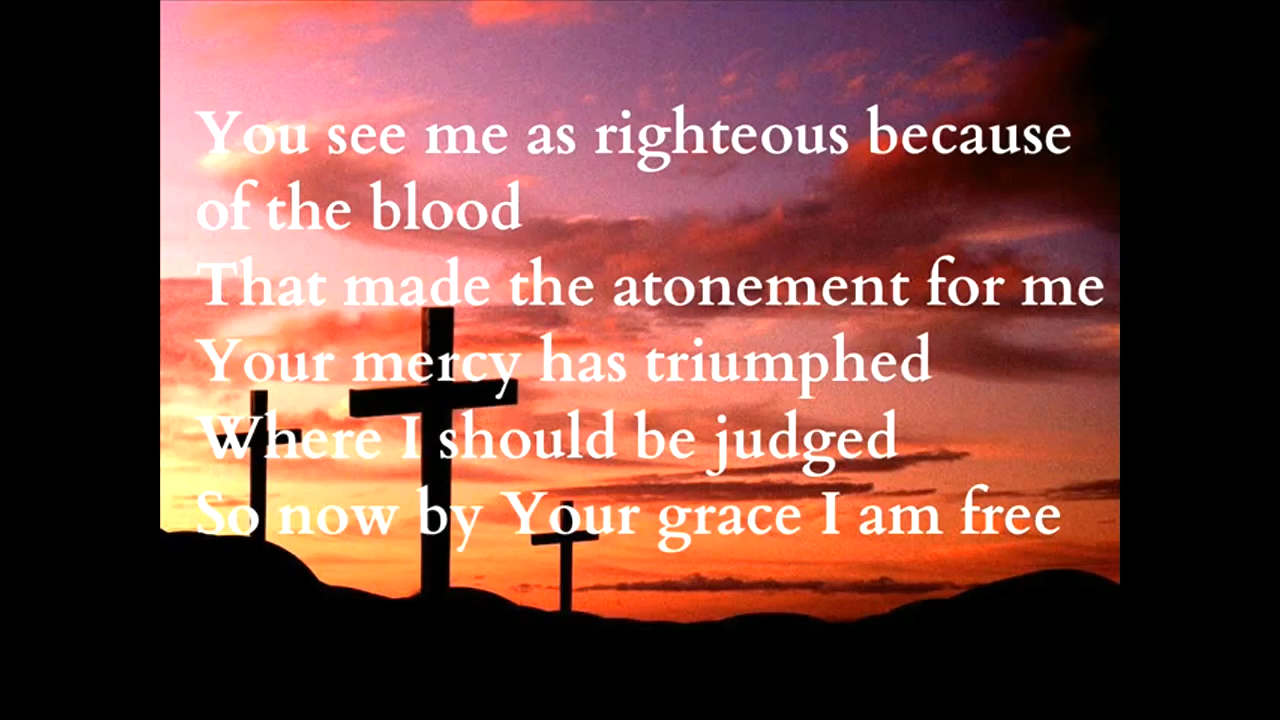 You see me as righteous because
of the blood
That made the atonement for me
Your mercy has triumphed
Where I should be judged
So now by Your grace I am free